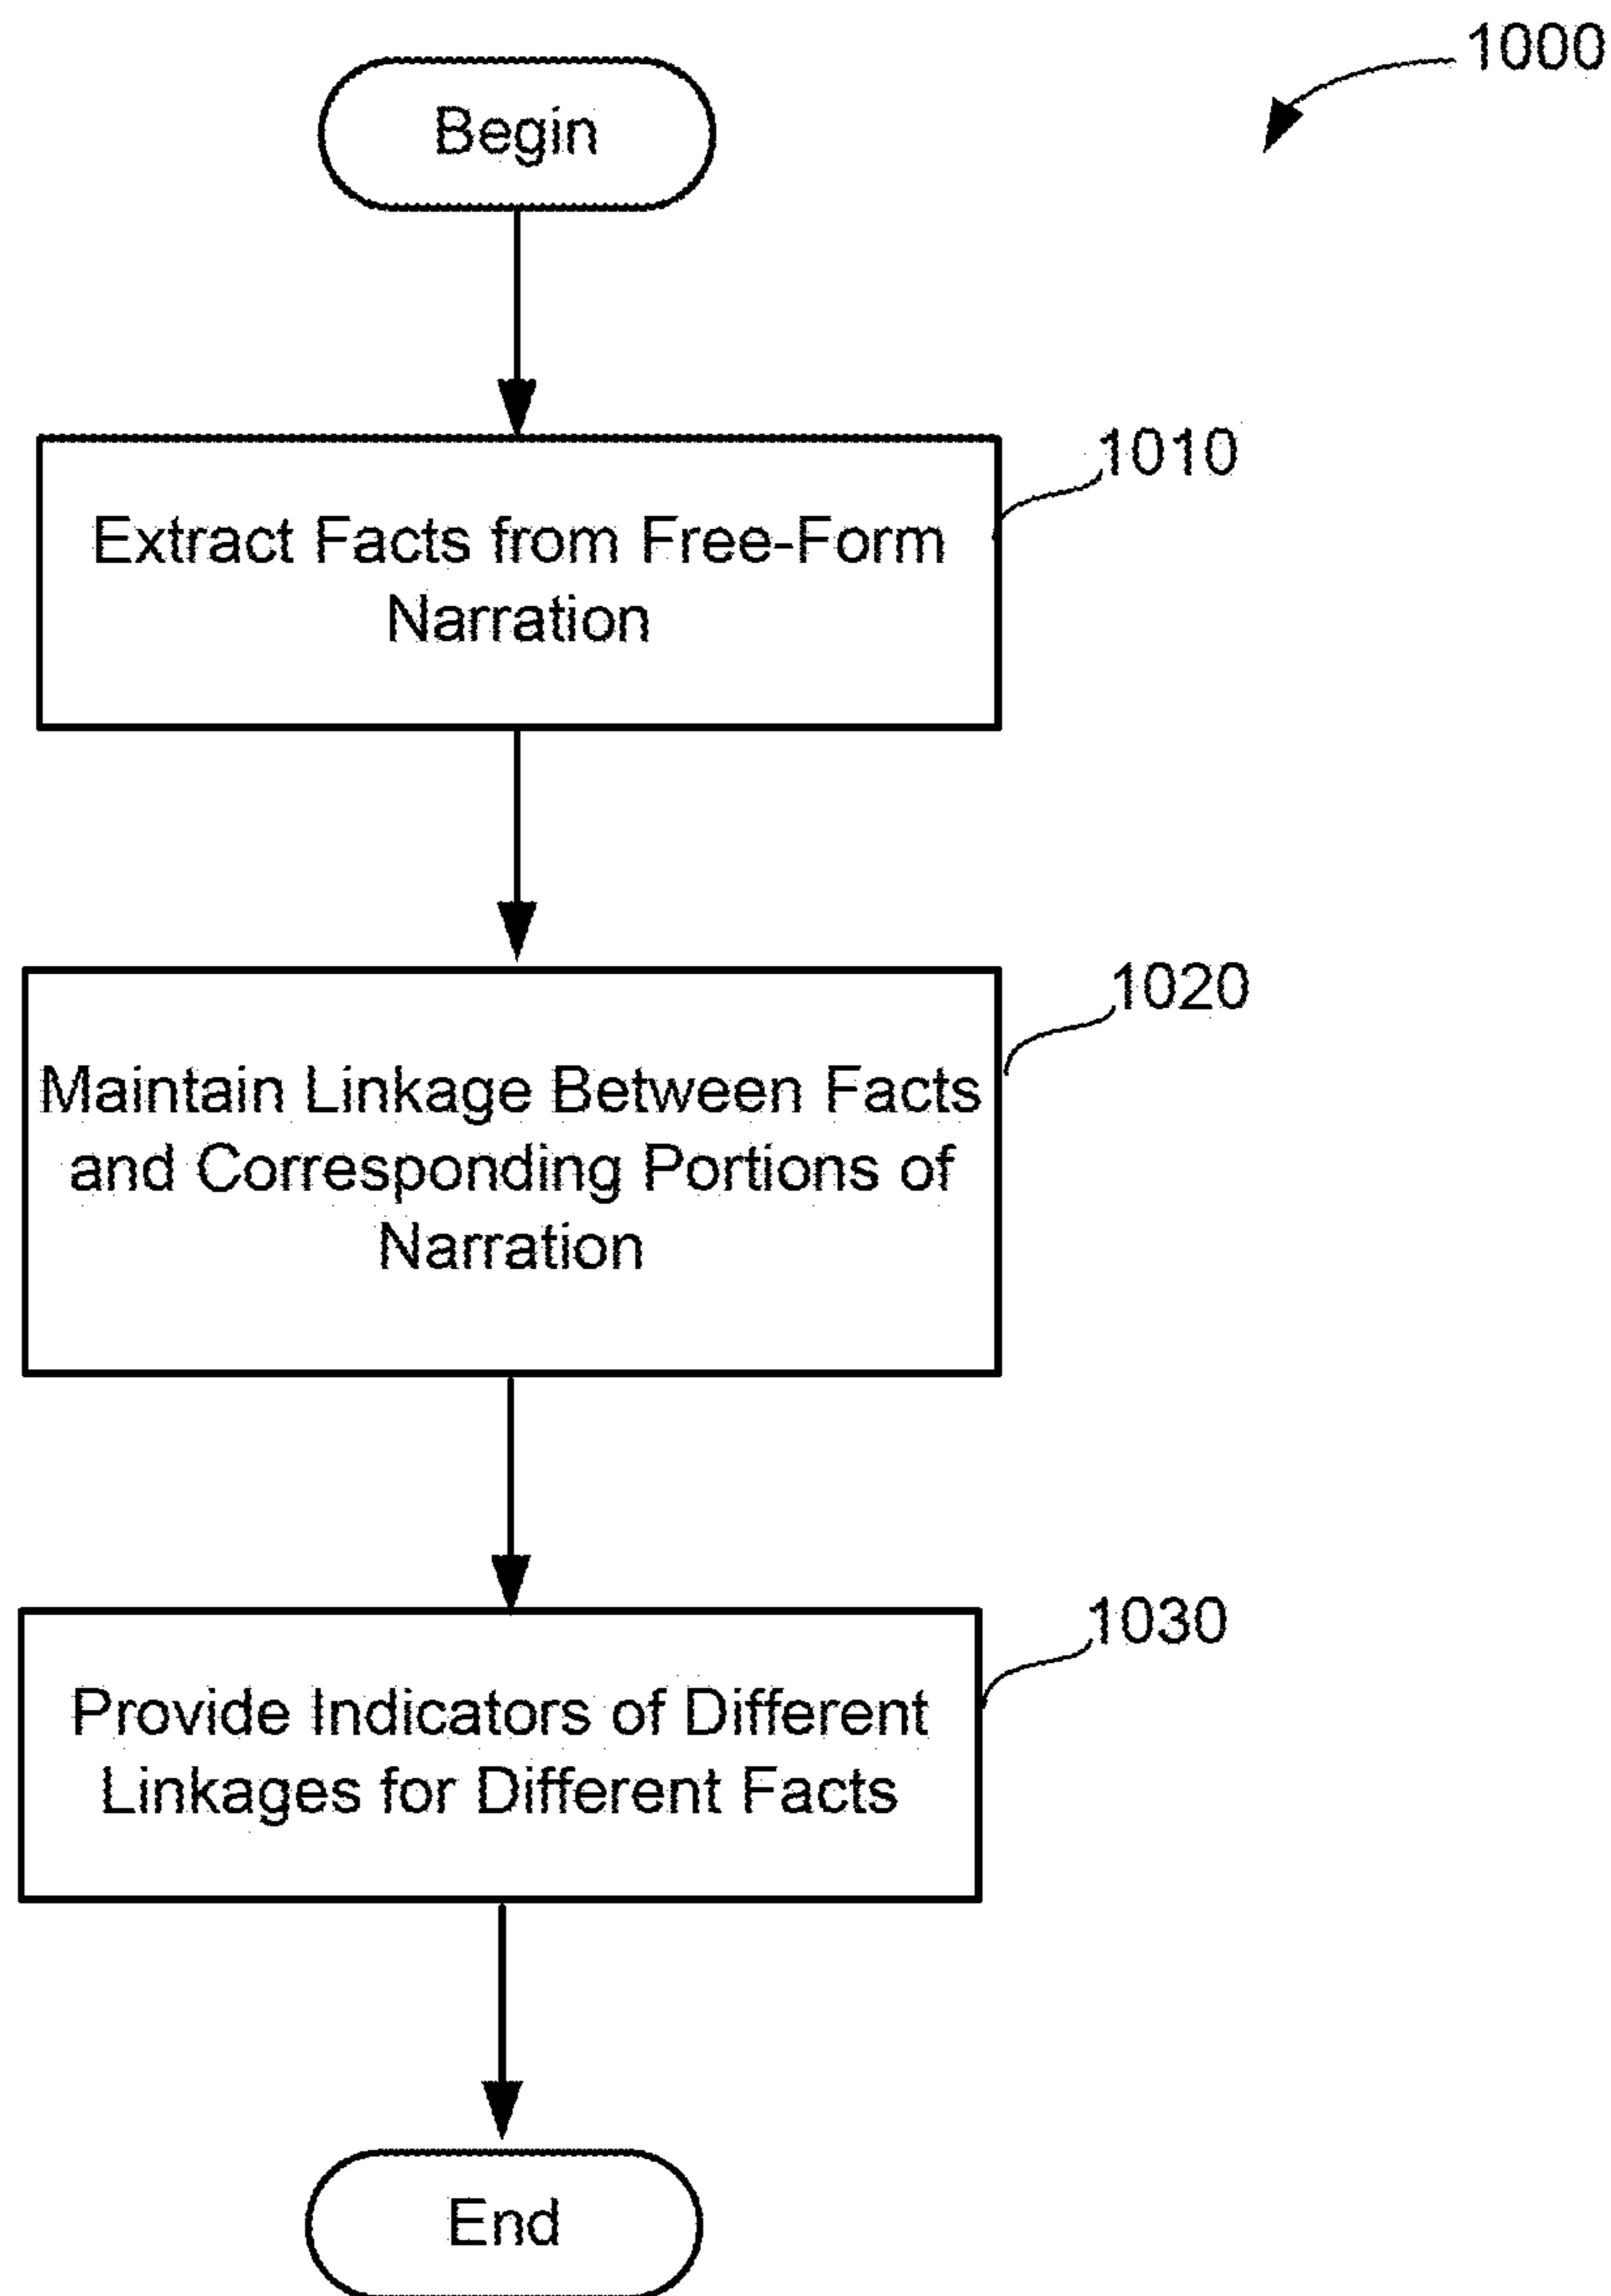 1000
Begin
1010
Extract Facts from Free-Form
Narration
1020
Maintain Linkage Between Facts
and Corresponding Portions of
Narration
1030
Provide Indicators of Different
Linkages for Different Facts
End